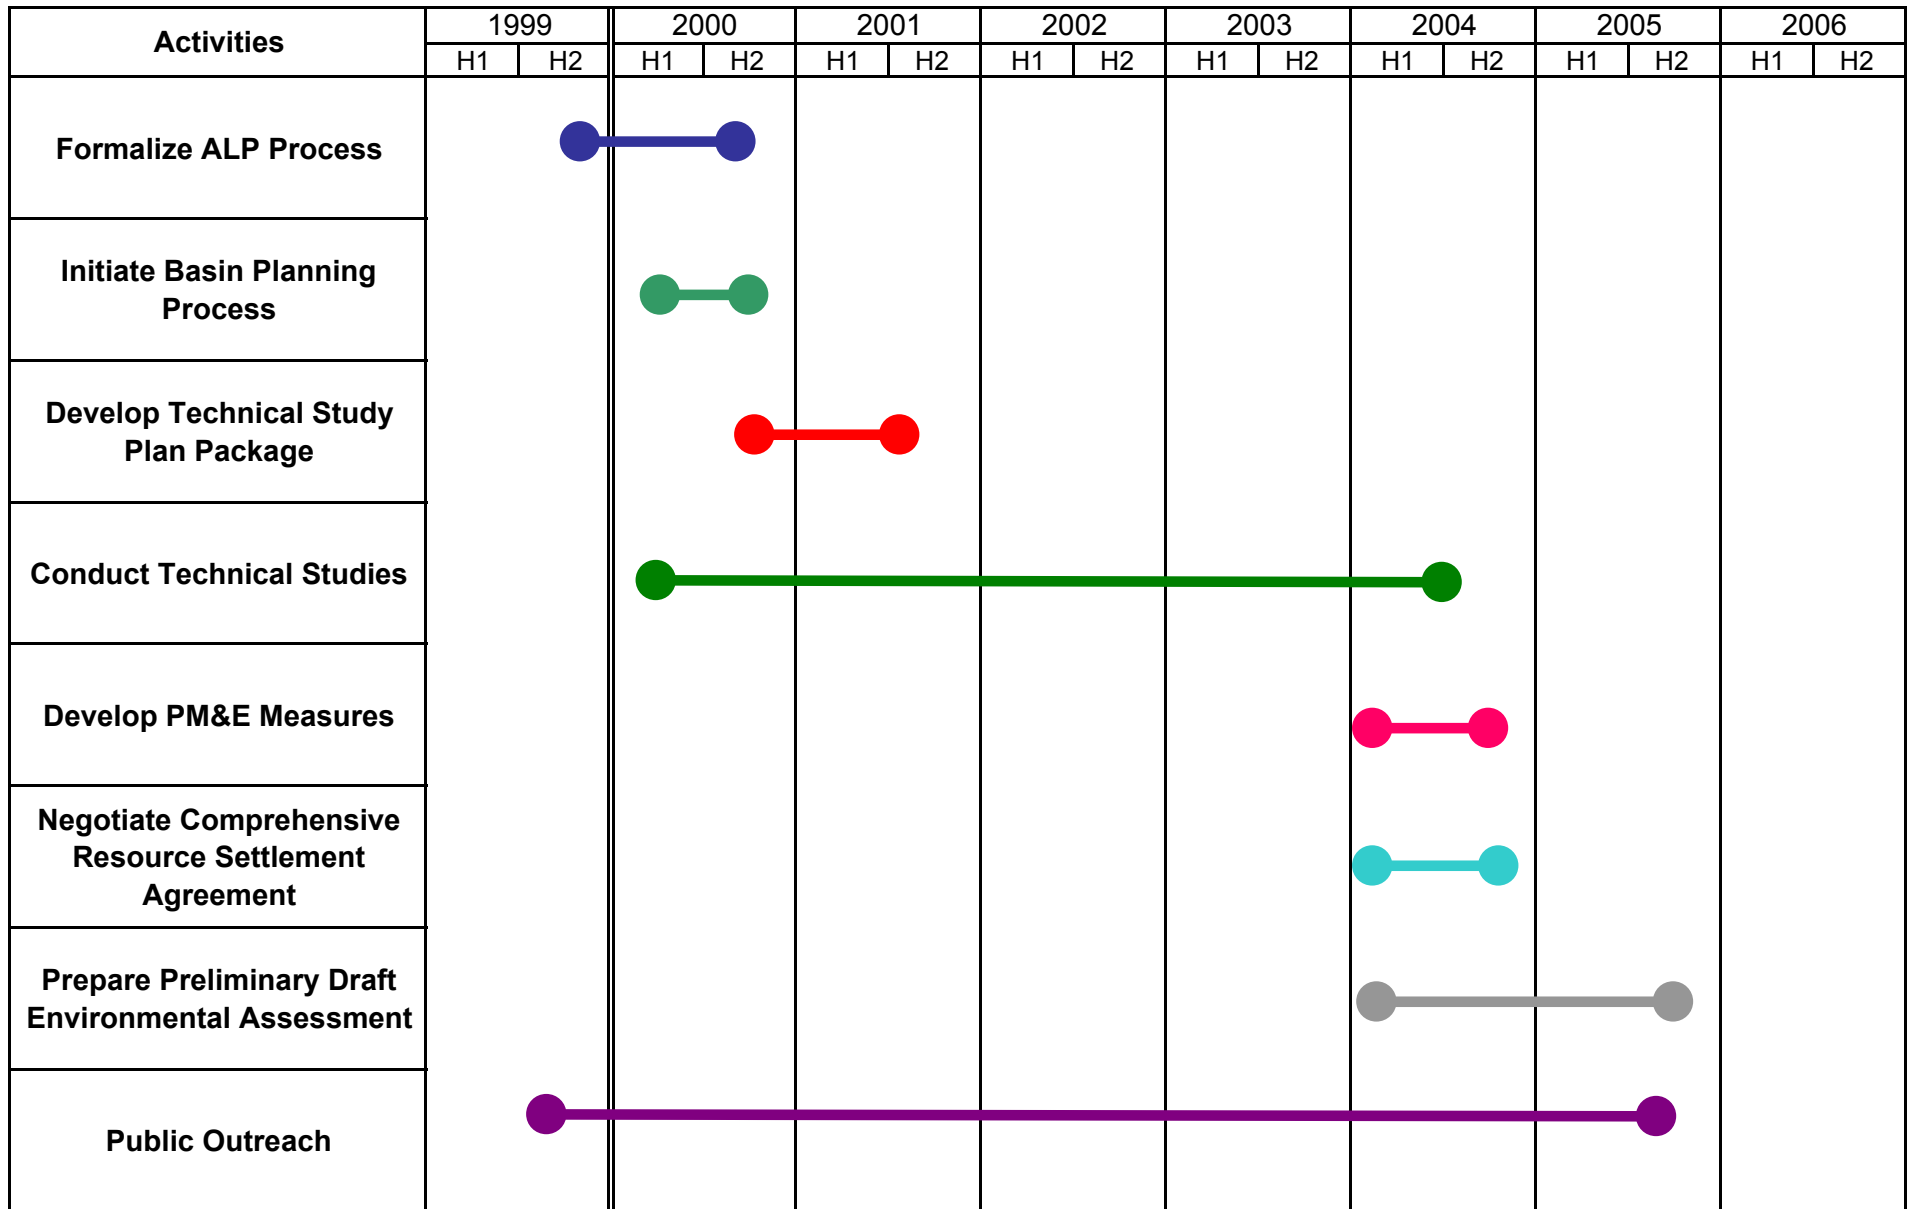 Activities
1999 2000 2001 2002 2003 2004 2005 2006
H1 H2 H1 H2 H1 H2 H1 H2 H1 H2 H1 H2 H1 H2 H1 H2
Formalize ALP Process
Initiate Basin Planning
Process
Develop Technical Study
Plan Package
Conduct Technical Studies
Develop PM&E Measures
Negotiate Comprehensive
Resource Settlement
Agreement
Prepare Preliminary Draft
Environmental Assessment
Public Outreach